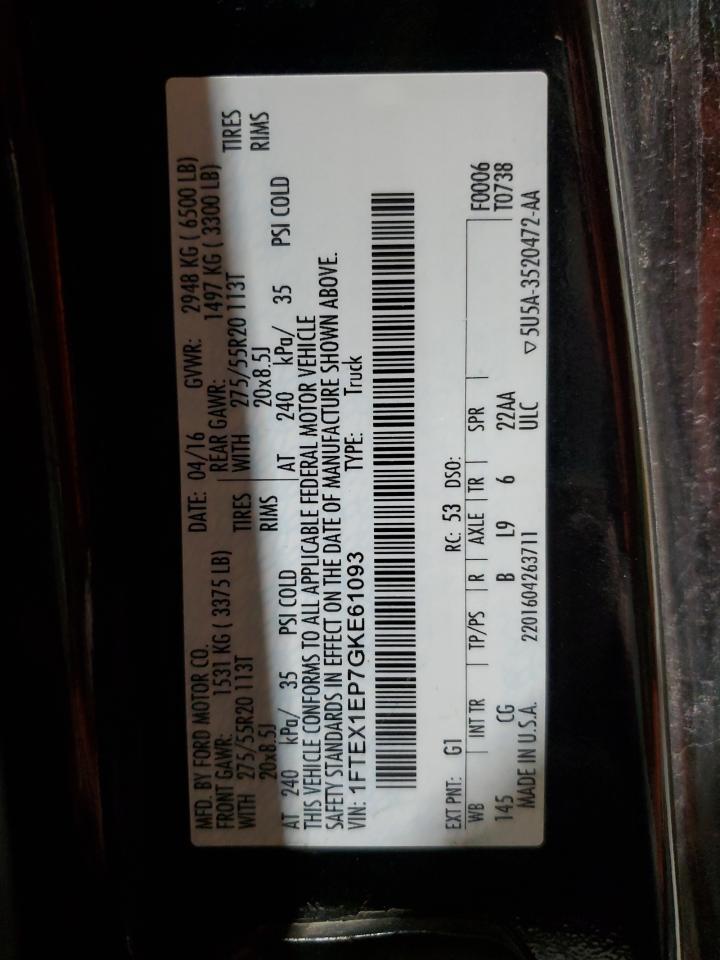 MFD. BY FORD MOTOR CO. DATE: 04/16 GVWR: 2948 KG ( 6500 LB)
FRONT GAWR: 1531 KG ( 3375 LB) REAR GAWR: 1497 KG ( 3300 LB)
WITH 275/55R20 113T TIRES WITH 275/55R20 113T TIRES
20x8.5J RIMS 20x8.5J RIMS
AT 240 kPa/ 35 PSI COLD AT 240 kPa/ 35 PSI COLD
THIS VEHICLE CONFORMS TO ALL APPLICABLE FEDERAL MOTOR VEHICLE
SAFETY STANDARDS IN EFFECT ON THE DATE OF MANUFACTURE SHOWN ABOVE.
VIN: 1FTEX1EP7GKE61093 TYPE: Truck
EXT PNT: G1 RC: 53 DSO:
WB INT TR TP/PS R AXLE TR SPR F0006
145 CG B L9 6 22AA T0738
MADE IN U.S.A. 2201604263711 ULC ▽5U5A-3520472-AA